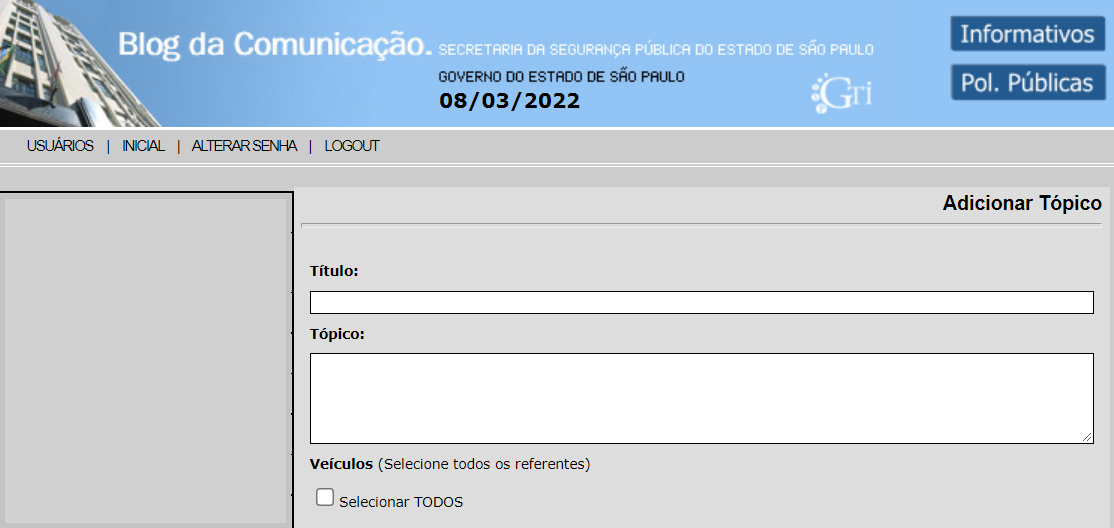 Blog da Comunicação. SECRETARIA DA SEGURANÇA PÚBLICA DO ESTADO DE SÃO PAULO
GOVERNO DO ESTADO DE SÃO PAULO
08/03/2022
GTi
Informativos
Pol. Públicas
USUÁRIOS | INICIAL | ALTERAR SENHA | LOGOUT
Adicionar Tópico
Título:
Tópico:
Veículos (Selecione todos os referentes)
Selecionar TODOS